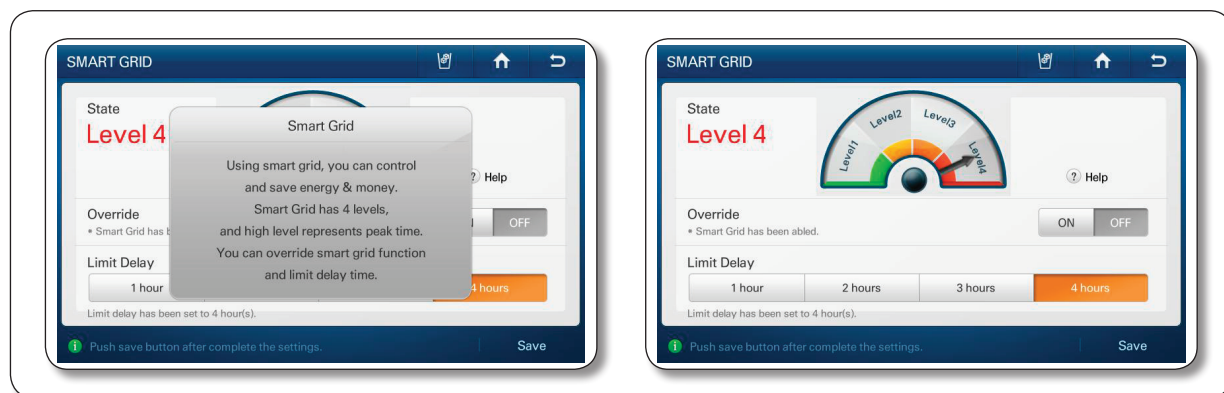 SMART GRID
State
Level 4
Smart Grid
Using smart grid, you can control
and save energy & money.
Smart Grid has 4 levels,
and high level represents peak time.
You can override smart grid function
and limit delay time.
? Help
Override
• Smart Grid has b
OFF
Limit Delay
1 hour
4 hours
Limit delay has been set to 4 hour(s).
i Push save button after complete the settings.
Save
SMART GRID
State
Level 4
Level1
Level2
Level3
Level4
? Help
Override
• Smart Grid has been abled.
ON
OFF
Limit Delay
1 hour
2 hours
3 hours
4 hours
Limit delay has been set to 4 hour(s).
i Push save button after complete the settings.
Save